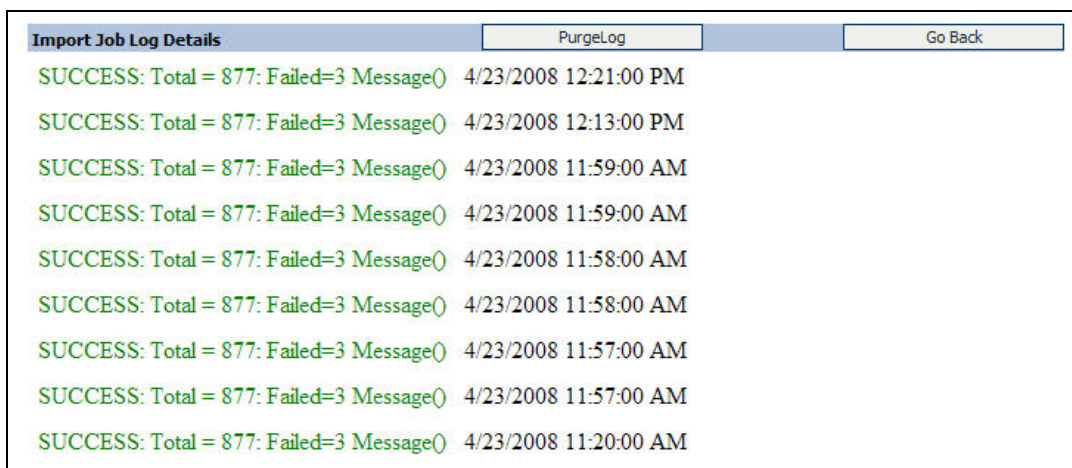 Import Job Log Details PurgeLog Go Back
SUCCESS: Total = 877: Failed=3 Message() 4/23/2008 12:21:00 PM
SUCCESS: Total = 877: Failed=3 Message() 4/23/2008 12:13:00 PM
SUCCESS: Total = 877: Failed=3 Message() 4/23/2008 11:59:00 AM
SUCCESS: Total = 877: Failed=3 Message() 4/23/2008 11:59:00 AM
SUCCESS: Total = 877: Failed=3 Message() 4/23/2008 11:58:00 AM
SUCCESS: Total = 877: Failed=3 Message() 4/23/2008 11:58:00 AM
SUCCESS: Total = 877: Failed=3 Message() 4/23/2008 11:57:00 AM
SUCCESS: Total = 877: Failed=3 Message() 4/23/2008 11:57:00 AM
SUCCESS: Total = 877: Failed=3 Message() 4/23/2008 11:20:00 AM